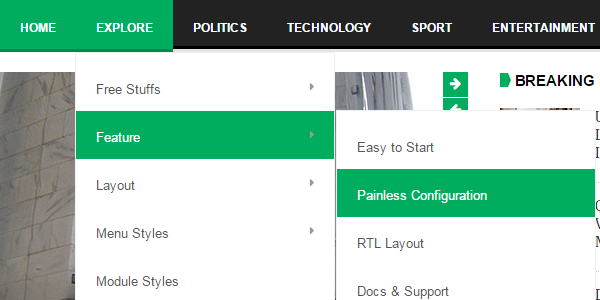 HOME EXPLORE POLITICS TECHNOLOGY SPORT ENTERTAINMENT
Free Stuffs
BREAKING
Feature
Easy to Start
Layout
Painless Configuration
Menu Styles
RTL Layout
Module Styles
Docs & Support